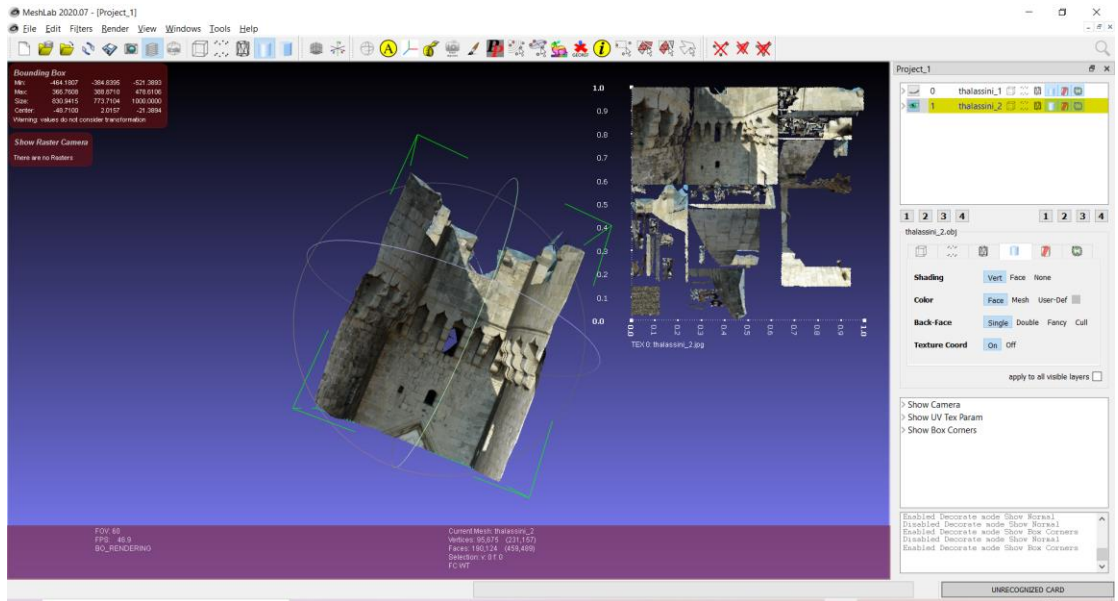 MeshLab 2020.07 - [Project_1]
File Edit Filters Render View Windows Tools Help
Bounding Box
Min: -464.1807 -384.8395 -521.3893
Max: 366.7608 388.8710 478.6106
Size: 830.9415 773.7104 1000.0000
Center: -48.7100 2.0157 -21.3894
Warning: values do not consider transformation
Show Raster Camera
There are no Rasters
1.0
0.9
0.8
0.7
0.6
0.5
0.4
0.3
0.2
0.1
0.0
0.0 0.1 0.2 0.3 0.4 0.5 0.6 0.7 0.8 0.9 1.0
TEX 0: thalassini_2.jpg
FOV: 60
FPS: 46.9
BO_RENDERING
Current Mesh: thalassini_2
Vertices: 95,675 (231,157)
Faces: 190,124 (459,489)
Selection: v: 0 f: 0
FC WT
Project_1
0 thalassini_1
1 thalassini_2
1 2 3 4 1 2 3 4
thalassini_2.obj
Shading Vert Face None
Color Face Mesh User-Def
Back-Face Single Double Fancy Cull
Texture Coord On Off
apply to all visible layers
Show Camera
Show UV Tex Param
Show Box Corners
Enabled Decorate mode Show Normal
Disabled Decorate mode Show Normal
Enabled Decorate mode Show Box Corners
Disabled Decorate mode Show Normal
Enabled Decorate mode Show Box Corners
UNRECOGNIZED CARD